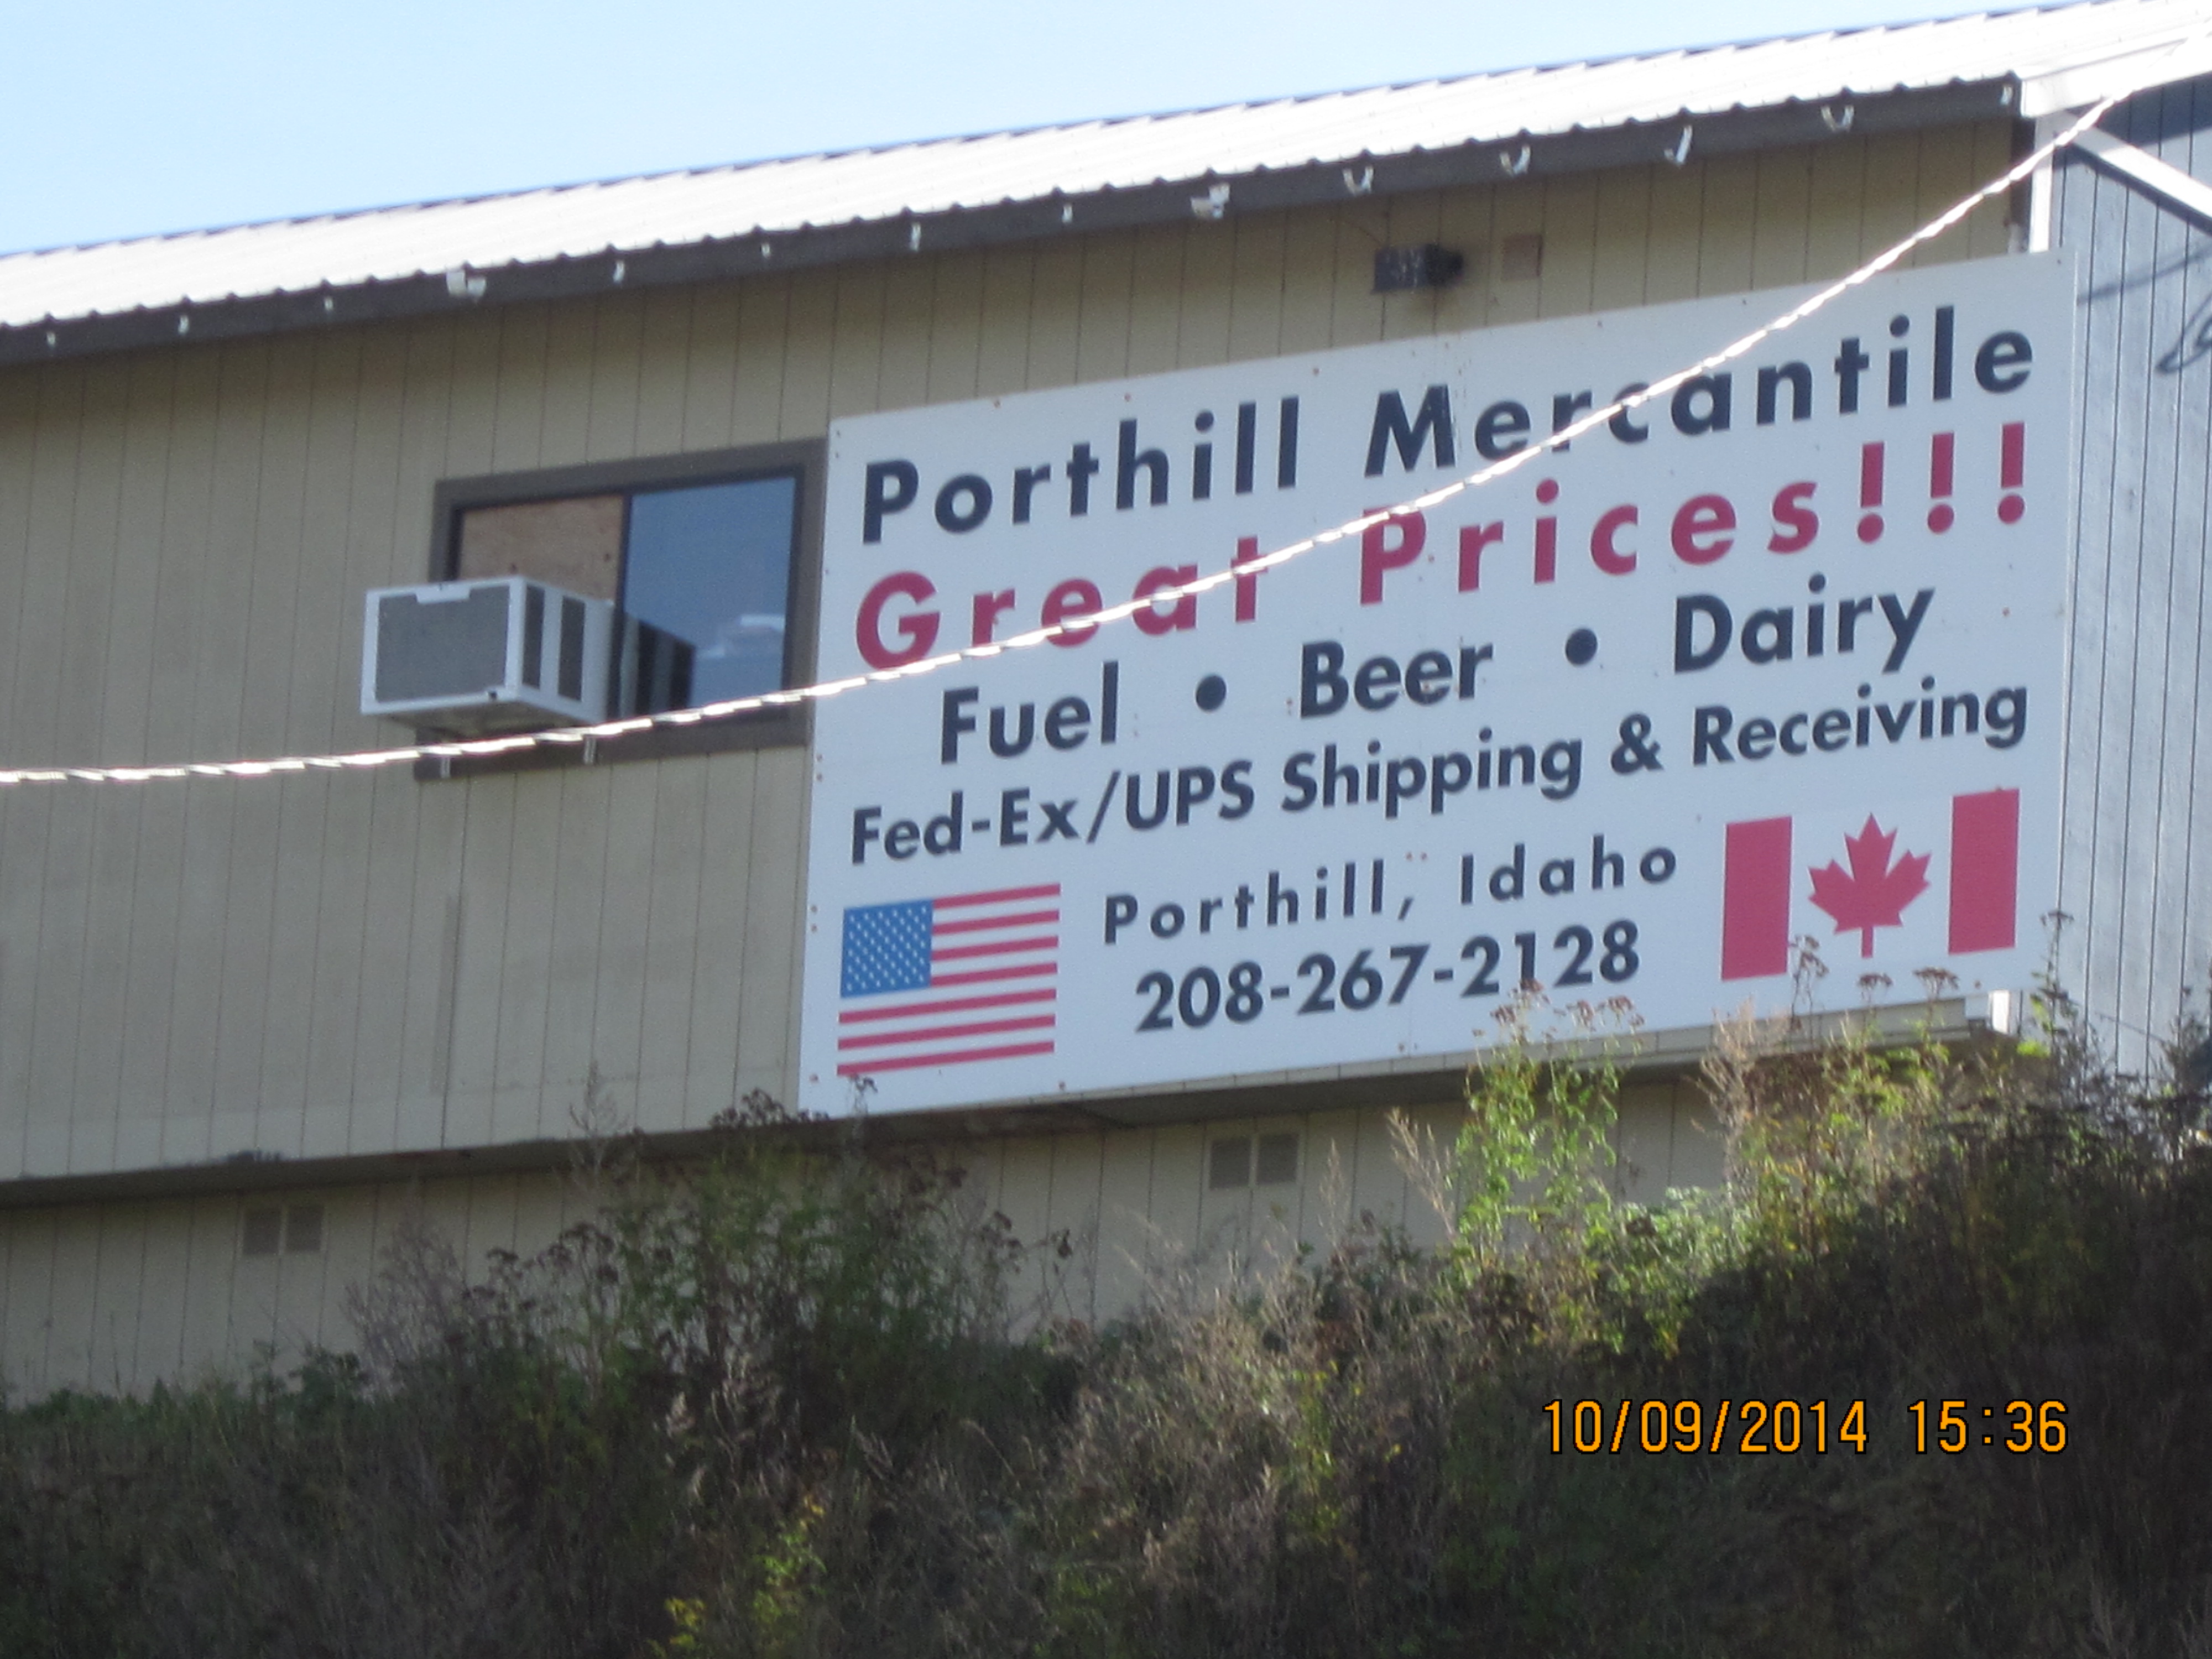 Porthill Mercantile
Great Prices!!!
Fuel • Beer • Dairy
Fed-Ex/UPS Shipping & Receiving
Porthill, Idaho
208-267-2128
10/09/2014 15:36